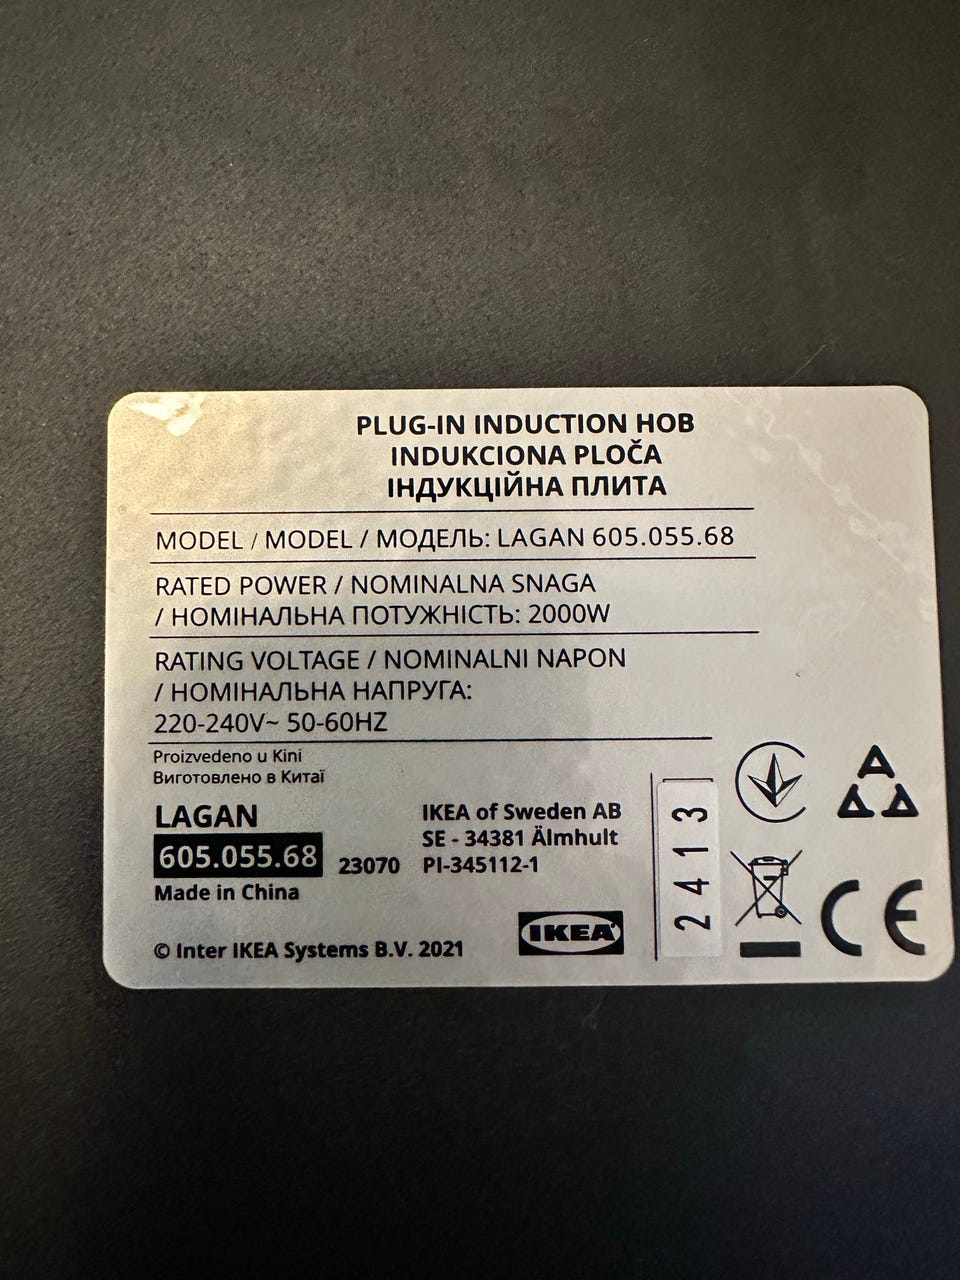 PLUG-IN INDUCTION HOB
INDUKCIONA PLOČA
ІНДУКЦІЙНА ПЛИТА
MODEL / MODEL / МОДЕЛЬ: LAGAN 605.055.68
RATED POWER / NOMINALNA SNAGA
/ НОМІНАЛЬНА ПОТУЖНІСТЬ: 2000W
RATING VOLTAGE / NOMINALNI NAPON
/ НОМІНАЛЬНА НАПРУГА:
220-240V~ 50-60HZ
Proizvedeno u Kini
Виготовлено в Китаї
LAGAN
605.055.68
23070
Made in China
IKEA of Sweden AB
SE - 34381 Älmhult
PI-345112-1
© Inter IKEA Systems B.V. 2021
IKEA
2413
A
A A
CE